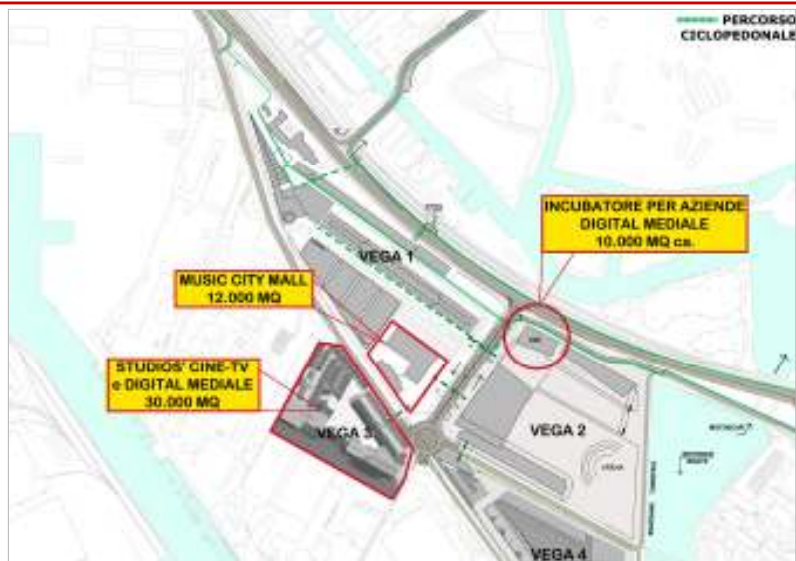 PERCORSO
CICLOPEDONALE
INCUBATORE PER AZIENDE
DIGITAL MEDIALE
10.000 MQ ca.
VEGA 1
MUSIC CITY MALL
12.000 MQ
STUDIOS' CINE-TV
e DIGITAL MEDIALE
30.000 MQ
VEGA 3
VEGA 2
VEGA 4